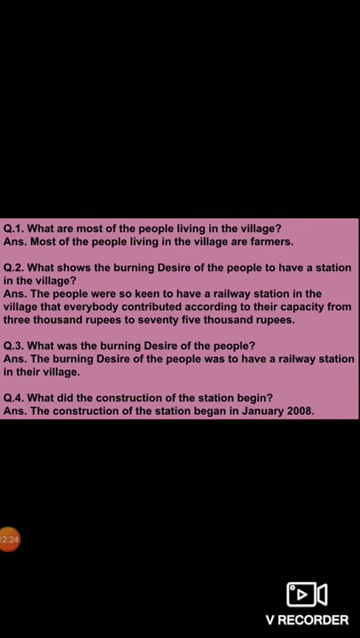 Q.1. What are most of the people living in the village?
Ans. Most of the people living in the village are farmers.
Q.2. What shows the burning Desire of the people to have a station
in the village?
Ans. The people were so keen to have a railway station in the
village that everybody contributed according to their capacity from
three thousand rupees to seventy five thousand rupees.
Q.3. What was the burning Desire of the people?
Ans. The burning Desire of the people was to have a railway station
in their village.
Q.4. What did the construction of the station begin?
Ans. The construction of the station began in January 2008.
12:24
V RECORDER